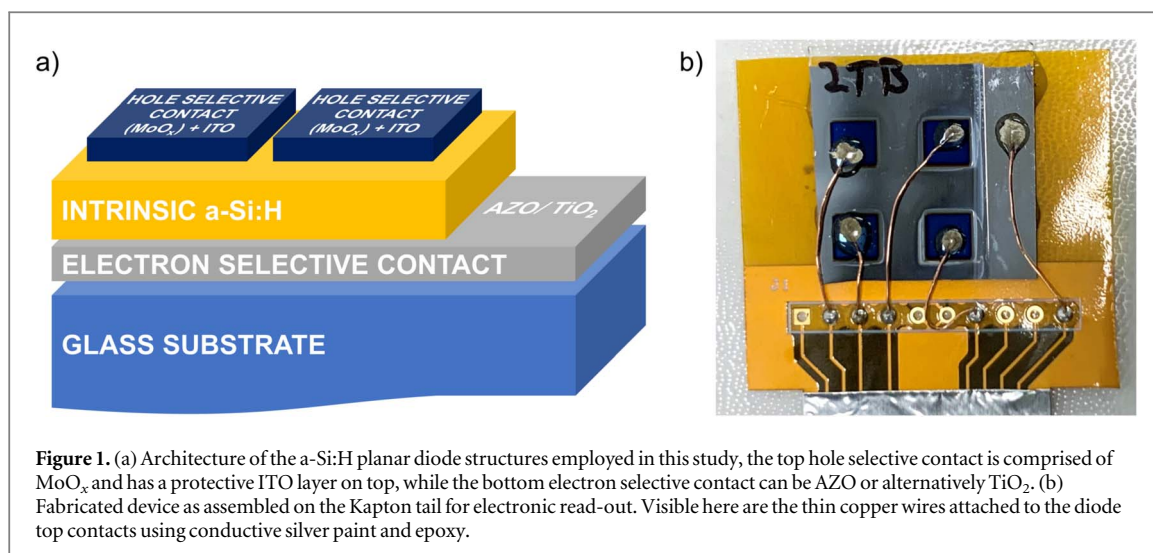 a)
HOLE SELECTIVE
CONTACT
(MoOₓ) + ITO
HOLE SELECTIVE
CONTACT
(MoOₓ) + ITO
INTRINSIC a-Si:H
AZO/ TiO₂
ELECTRON SELECTIVE CONTACT
GLASS SUBSTRATE
b)
2TB
Figure 1. (a) Architecture of the a-Si:H planar diode structures employed in this study, the top hole selective contact is comprised of
MoOₓ and has a protective ITO layer on top, while the bottom electron selective contact can be AZO or alternatively TiO₂. (b)
Fabricated device as assembled on the Kapton tail for electronic read-out. Visible here are the thin copper wires attached to the diode
top contacts using conductive silver paint and epoxy.